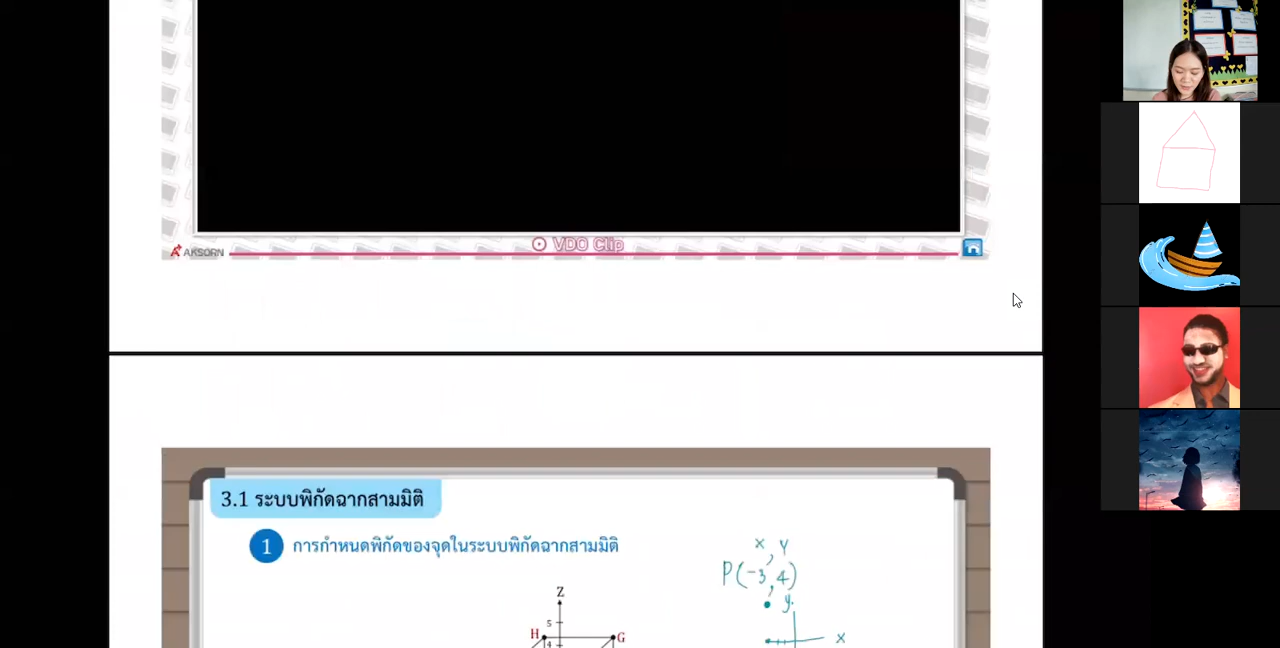 AKSORN
VDO Clip
3.1 ระบบพิกัดฉากสามมิติ
1 การกำหนดพิกัดของจุดในระบบพิกัดฉากสามมิติ
x, y
P(-3,4)
y
x
Z
5
H
G
4